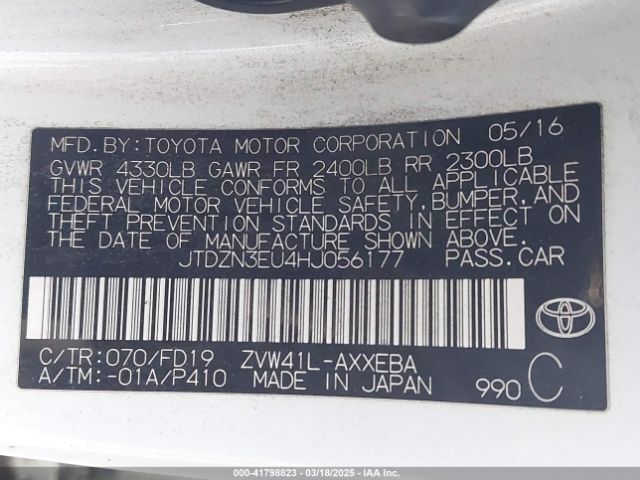 MFD.BY:TOYOTA MOTOR CORPORATION 05/16
GVWR 4330LB GAWR FR 2400LB RR 2300LB
THIS VEHICLE CONFORMS TO ALL APPLICABLE
FEDERAL MOTOR VEHICLE SAFETY,BUMPER,AND
THEFT PREVENTION STANDARDS IN EFFECT ON
THE DATE OF MANUFACTURE SHOWN ABOVE.
JTDZN3EU4HJ056177 PASS.CAR
C/TR:070/FD19 ZVW41L-AXXEBA
A/TM:-01A/P410 MADE IN JAPAN 990 C
TOYOTA
000-41798823 - 03/18/2025 - IAAI.COM